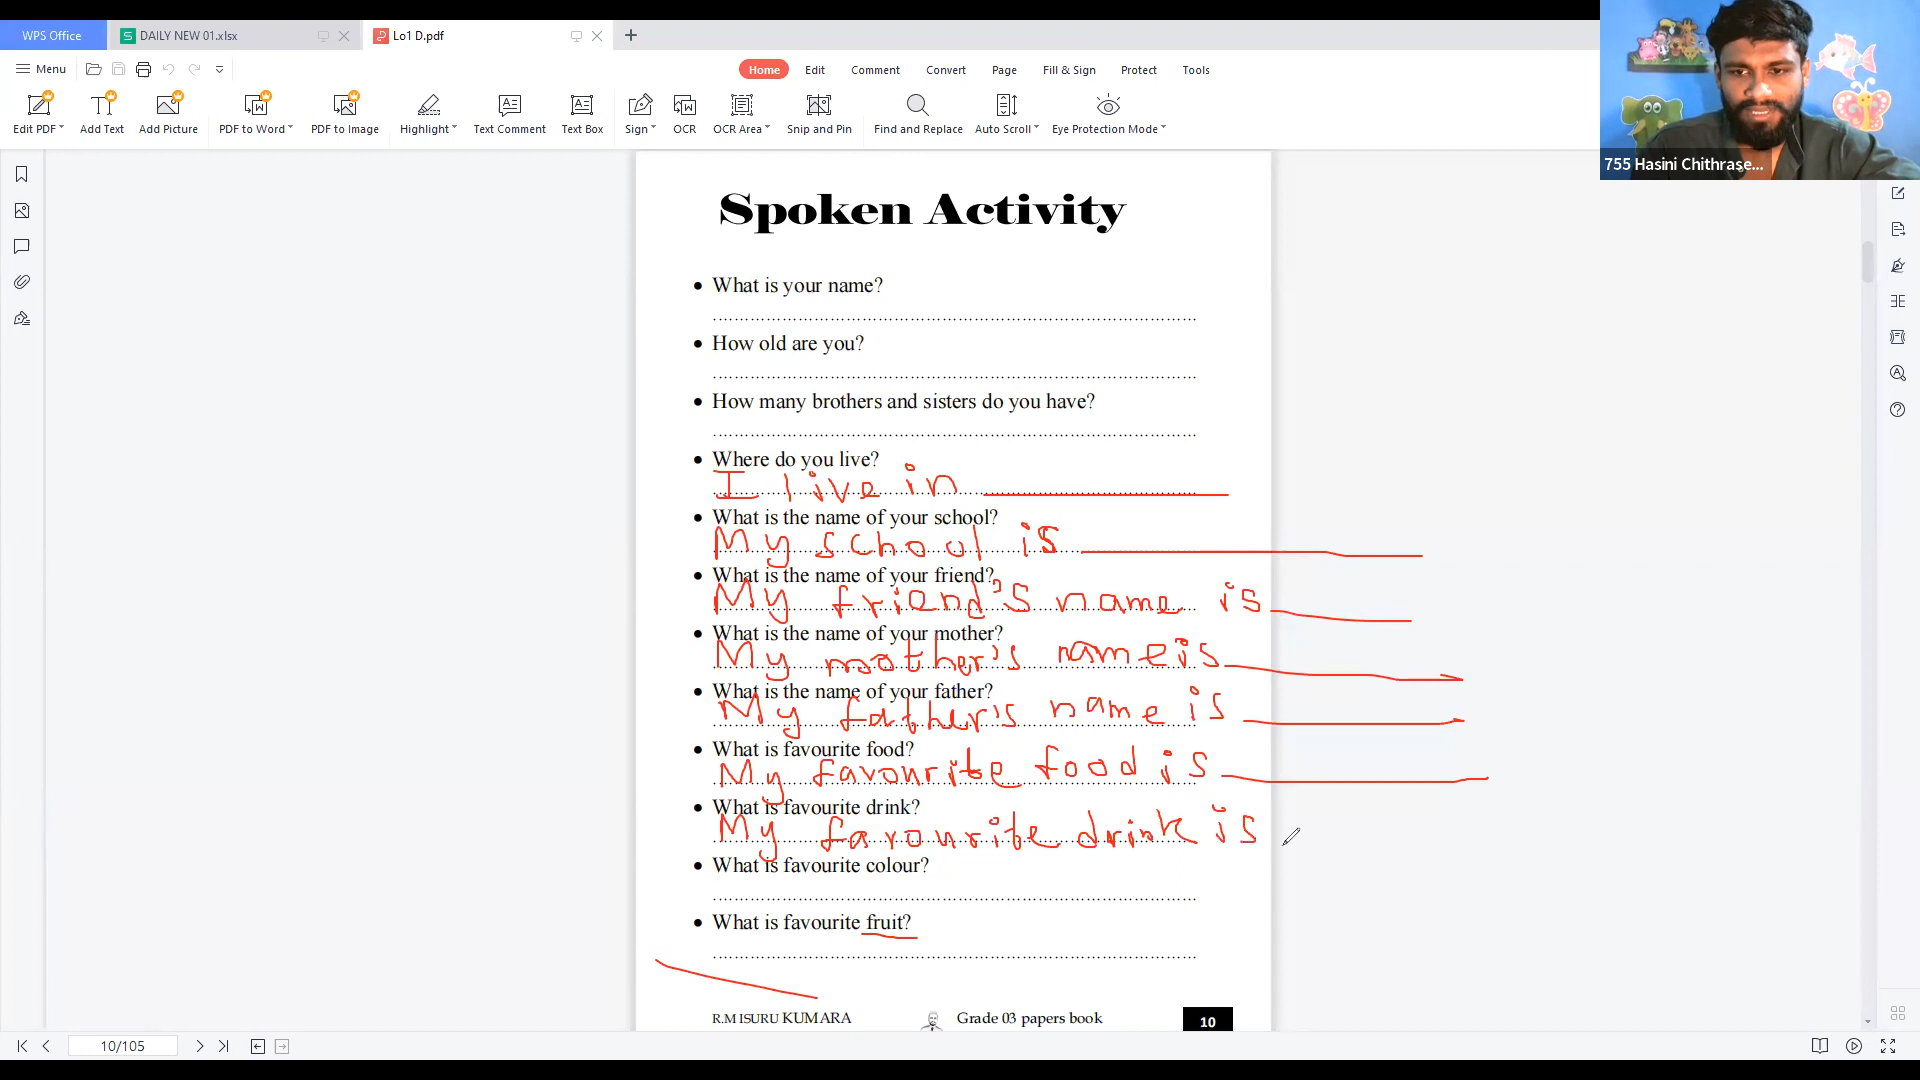 WPS Office
DAILY NEW 01.xlsx
Lo1 D.pdf
Menu
Home
Edit
Comment
Convert
Page
Fill & Sign
Protect
Tools
Edit PDF
Add Text
Add Picture
PDF to Word
PDF to Image
Highlight
Text Comment
Text Box
Sign
OCR
OCR Area
Snip and Pin
Find and Replace
Auto Scroll
Eye Protection Mode
755 Hasini Chithrase...
Spoken Activity
• What is your name?
• How old are you?
• How many brothers and sisters do you have?
• Where do you live?
I live in
• What is the name of your school?
My school is
• What is the name of your friend?
My friend's name is
• What is the name of your mother?
My mother's name is
• What is the name of your father?
My father's name is
• What is favourite food?
My favourite food is
• What is favourite drink?
My favourite drink is
• What is favourite colour?
• What is favourite fruit?
R.M ISURU KUMARA
Grade 03 papers book
10
10/105